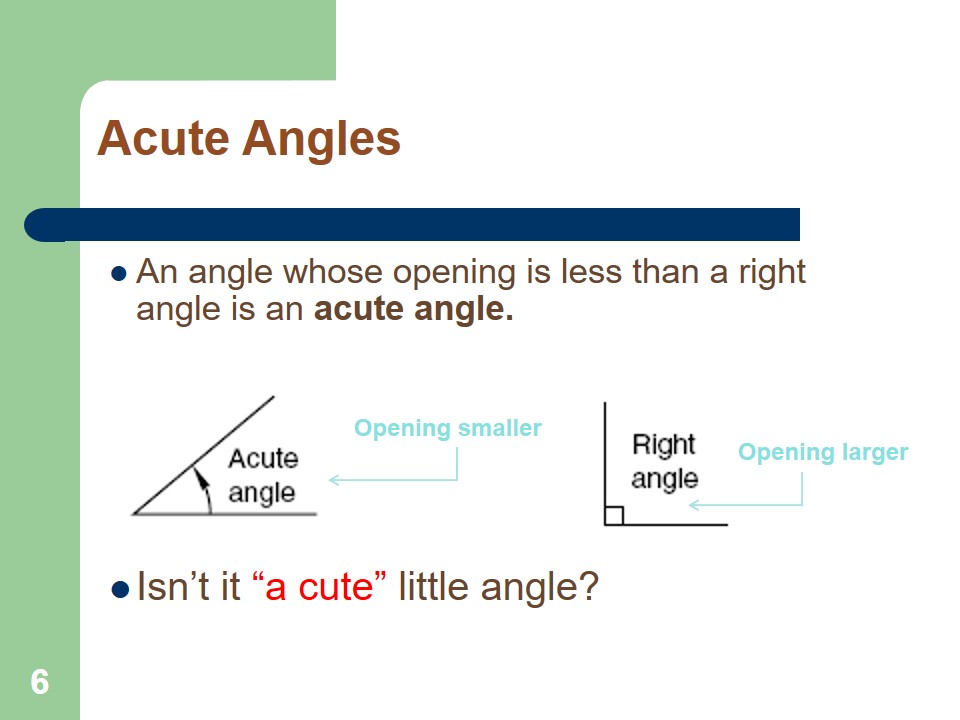 Acute Angles
An angle whose opening is less than a right
angle is an acute angle.
Opening smaller
Acute
angle
Right
angle
Opening larger
Isn’t it “a cute” little angle?
6